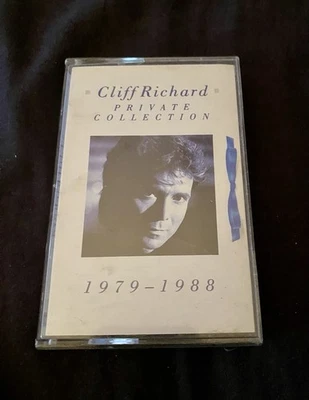 Cliff Richard
PRIVATE
COLLECTION
1979-1988